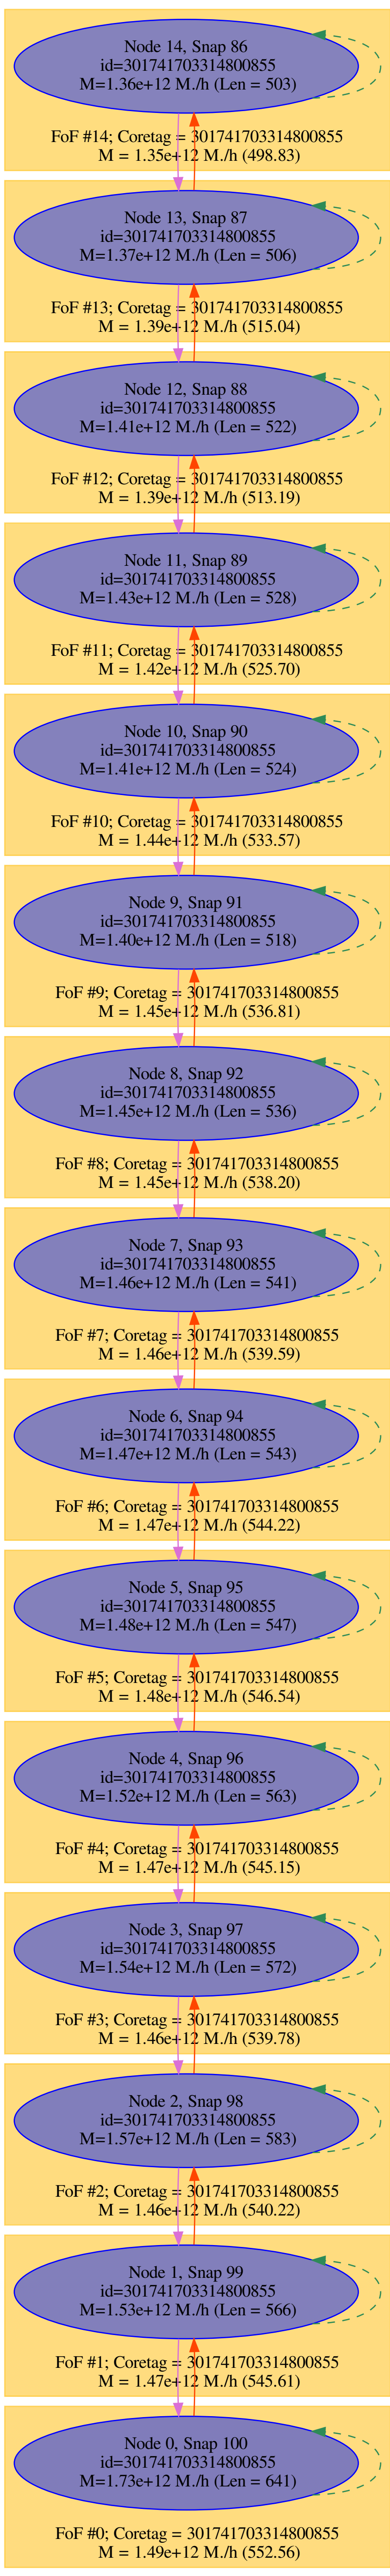 Node 14, Snap 86
id=301741703314800855
M=1.36e+12 M./h (Len = 503)
FoF #14; Coretag = 301741703314800855
M = 1.35e+12 M./h (498.83)
Node 13, Snap 87
id=301741703314800855
M=1.37e+12 M./h (Len = 506)
FoF #13; Coretag = 301741703314800855
M = 1.39e+12 M./h (515.04)
Node 12, Snap 88
id=301741703314800855
M=1.41e+12 M./h (Len = 522)
FoF #12; Coretag = 301741703314800855
M = 1.39e+12 M./h (513.19)
Node 11, Snap 89
id=301741703314800855
M=1.43e+12 M./h (Len = 528)
FoF #11; Coretag = 301741703314800855
M = 1.42e+12 M./h (525.70)
Node 10, Snap 90
id=301741703314800855
M=1.41e+12 M./h (Len = 524)
FoF #10; Coretag = 301741703314800855
M = 1.44e+12 M./h (533.57)
Node 9, Snap 91
id=301741703314800855
M=1.40e+12 M./h (Len = 518)
FoF #9; Coretag = 301741703314800855
M = 1.45e+12 M./h (536.81)
Node 8, Snap 92
id=301741703314800855
M=1.45e+12 M./h (Len = 536)
FoF #8; Coretag = 301741703314800855
M = 1.45e+12 M./h (538.20)
Node 7, Snap 93
id=301741703314800855
M=1.46e+12 M./h (Len = 541)
FoF #7; Coretag = 301741703314800855
M = 1.46e+12 M./h (539.59)
Node 6, Snap 94
id=301741703314800855
M=1.47e+12 M./h (Len = 543)
FoF #6; Coretag = 301741703314800855
M = 1.47e+12 M./h (544.22)
Node 5, Snap 95
id=301741703314800855
M=1.48e+12 M./h (Len = 547)
FoF #5; Coretag = 301741703314800855
M = 1.48e+12 M./h (546.54)
Node 4, Snap 96
id=301741703314800855
M=1.52e+12 M./h (Len = 563)
FoF #4; Coretag = 301741703314800855
M = 1.47e+12 M./h (545.15)
Node 3, Snap 97
id=301741703314800855
M=1.54e+12 M./h (Len = 572)
FoF #3; Coretag = 301741703314800855
M = 1.46e+12 M./h (539.78)
Node 2, Snap 98
id=301741703314800855
M=1.57e+12 M./h (Len = 583)
FoF #2; Coretag = 301741703314800855
M = 1.46e+12 M./h (540.22)
Node 1, Snap 99
id=301741703314800855
M=1.53e+12 M./h (Len = 566)
FoF #1; Coretag = 301741703314800855
M = 1.47e+12 M./h (545.61)
Node 0, Snap 100
id=301741703314800855
M=1.73e+12 M./h (Len = 641)
FoF #0; Coretag = 301741703314800855
M = 1.49e+12 M./h (552.56)